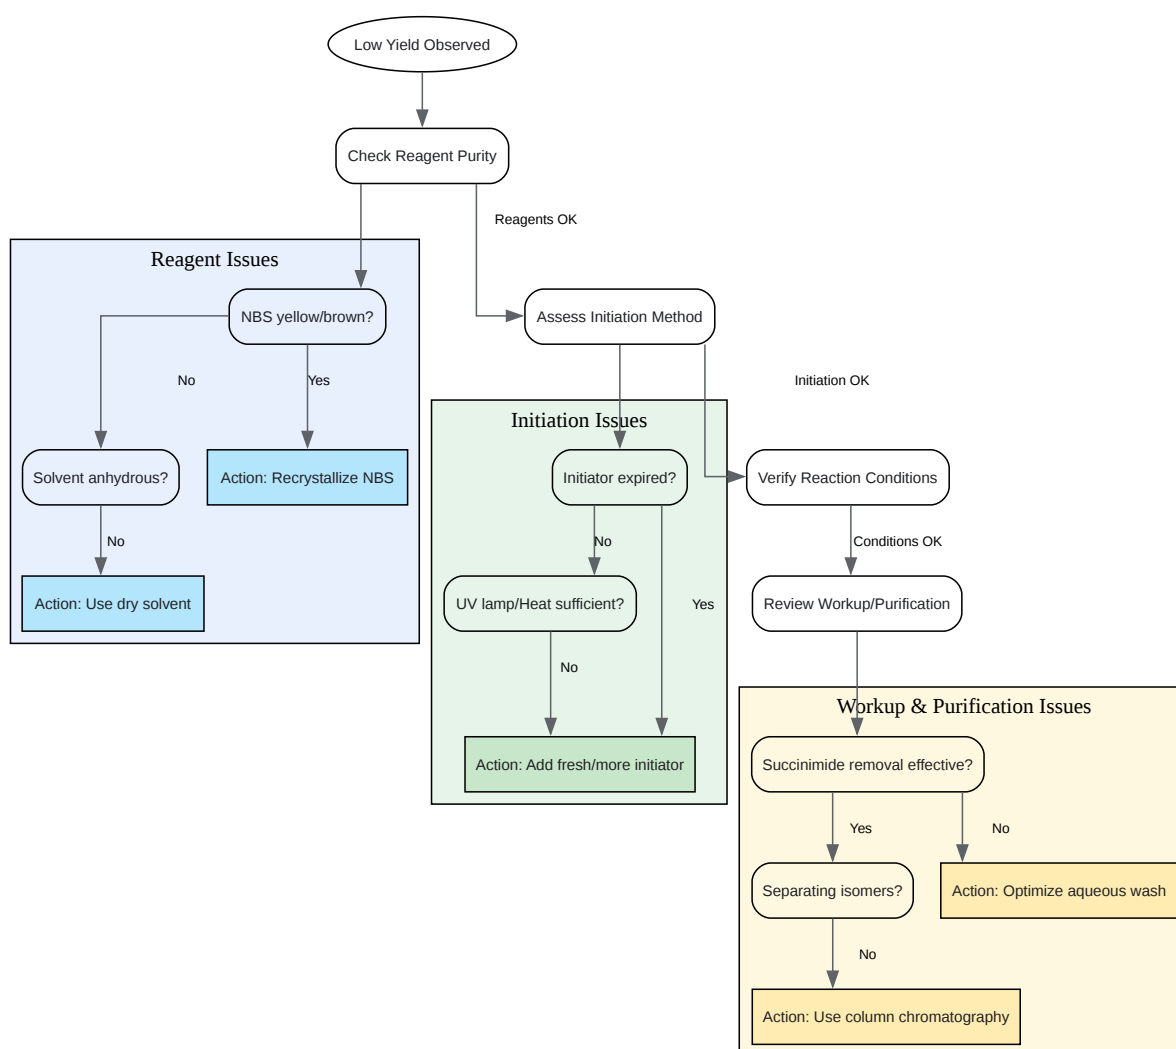 Low Yield Observed
Check Reagent Purity
Reagents OK
Reagent Issues
NBS yellow/brown?
Assess Initiation Method
No
Yes
Initiation OK
Initiation Issues
Solvent anhydrous?
Action: Recrystallize NBS
Initiator expired?
Verify Reaction Conditions
No
No
Conditions OK
Action: Use dry solvent
UV lamp/Heat sufficient?
Yes
Review Workup/Purification
No
Workup & Purification Issues
Action: Add fresh/more initiator
Succinimide removal effective?
Yes
No
Separating isomers?
Action: Optimize aqueous wash
No
Action: Use column chromatography